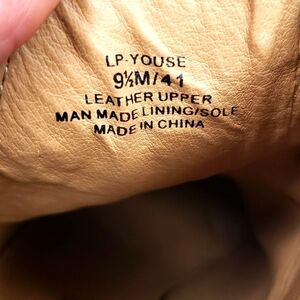 LP-YOUSE
9½M/41
LEATHER UPPER
MAN MADE LINING/SOLE
MADE IN CHINA